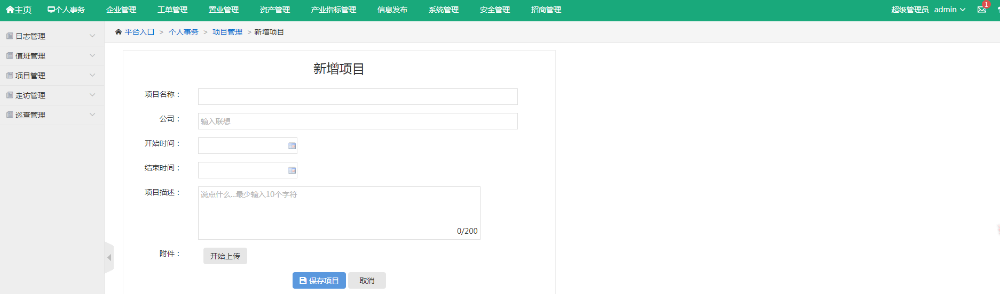 主页 个人事务 企业管理 工单管理 置业管理 资产管理 产业指标管理 信息发布 系统管理 安全管理 招商管理 超级管理员 admin 1
平台入口 > 个人事务 > 项目管理 > 新增项目
日志管理
值班管理
项目管理
走访管理
巡查管理
新增项目
项目名称：
公司： 输入联想
开始时间：
结束时间：
项目描述： 说点什么...最少输入10个字符
0/200
附件： 开始上传
保存项目 取消